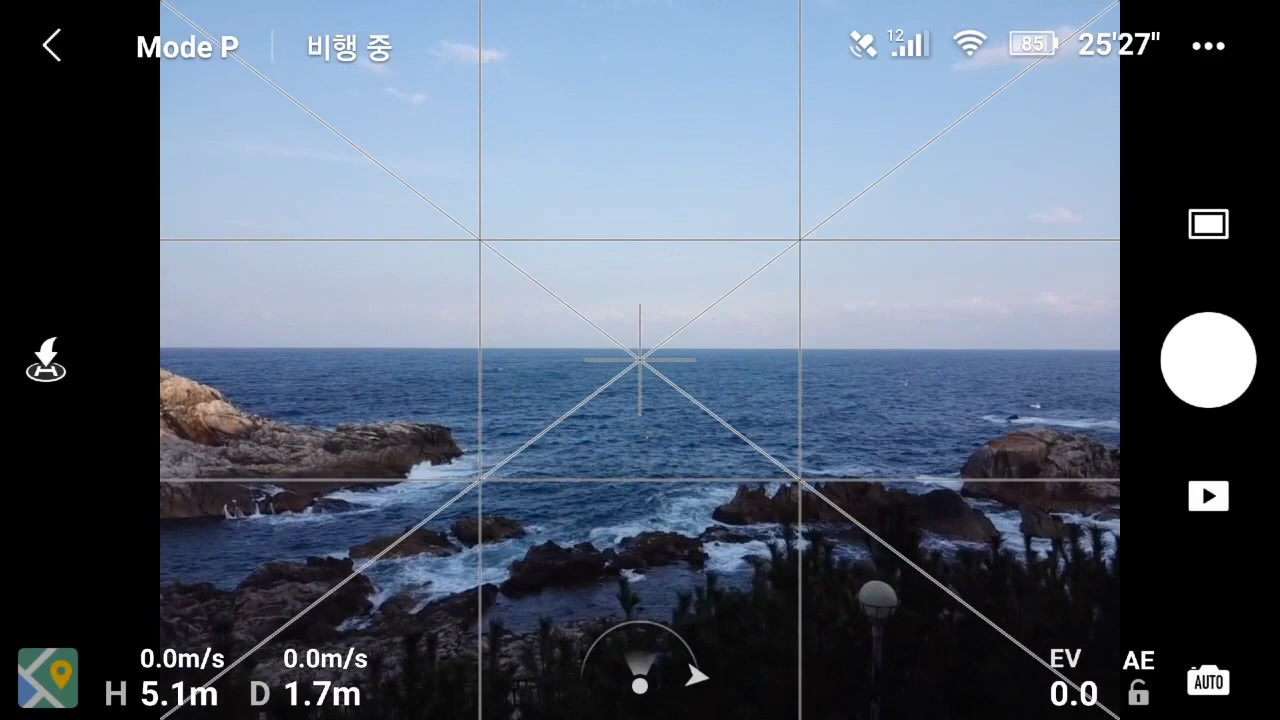 Mode P 비행 중 12 85 25'27"
0.0m/s 0.0m/s EV AE
H 5.1m D 1.7m 0.0 AUTO